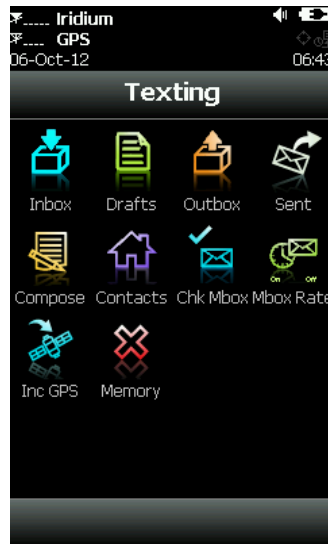 ..... Iridium
.... GPS
06-Oct-12 06:43
Texting
Inbox Drafts Outbox Sent
On Off
Compose Contacts Chk Mbox Mbox Rate
Inc GPS Memory